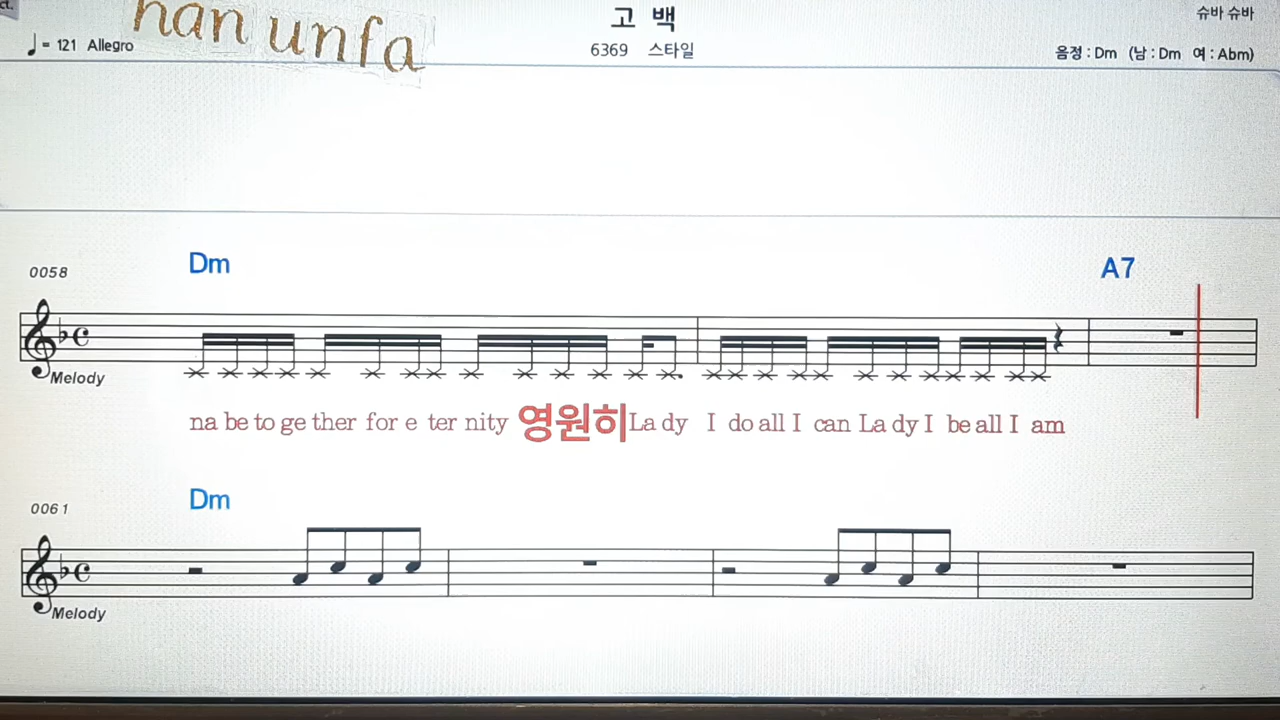 ct.
han unfa
고 백
슈바 슈바
♩= 121 Allegro
6369 스타일
음정 : Dm (남 : Dm 여 : Abm)
Dm
A7
0058
Melody
na be to ge ther for e ter nity 영원히 La dy I do all I can La dy I be all I am
Dm
0061
Melody